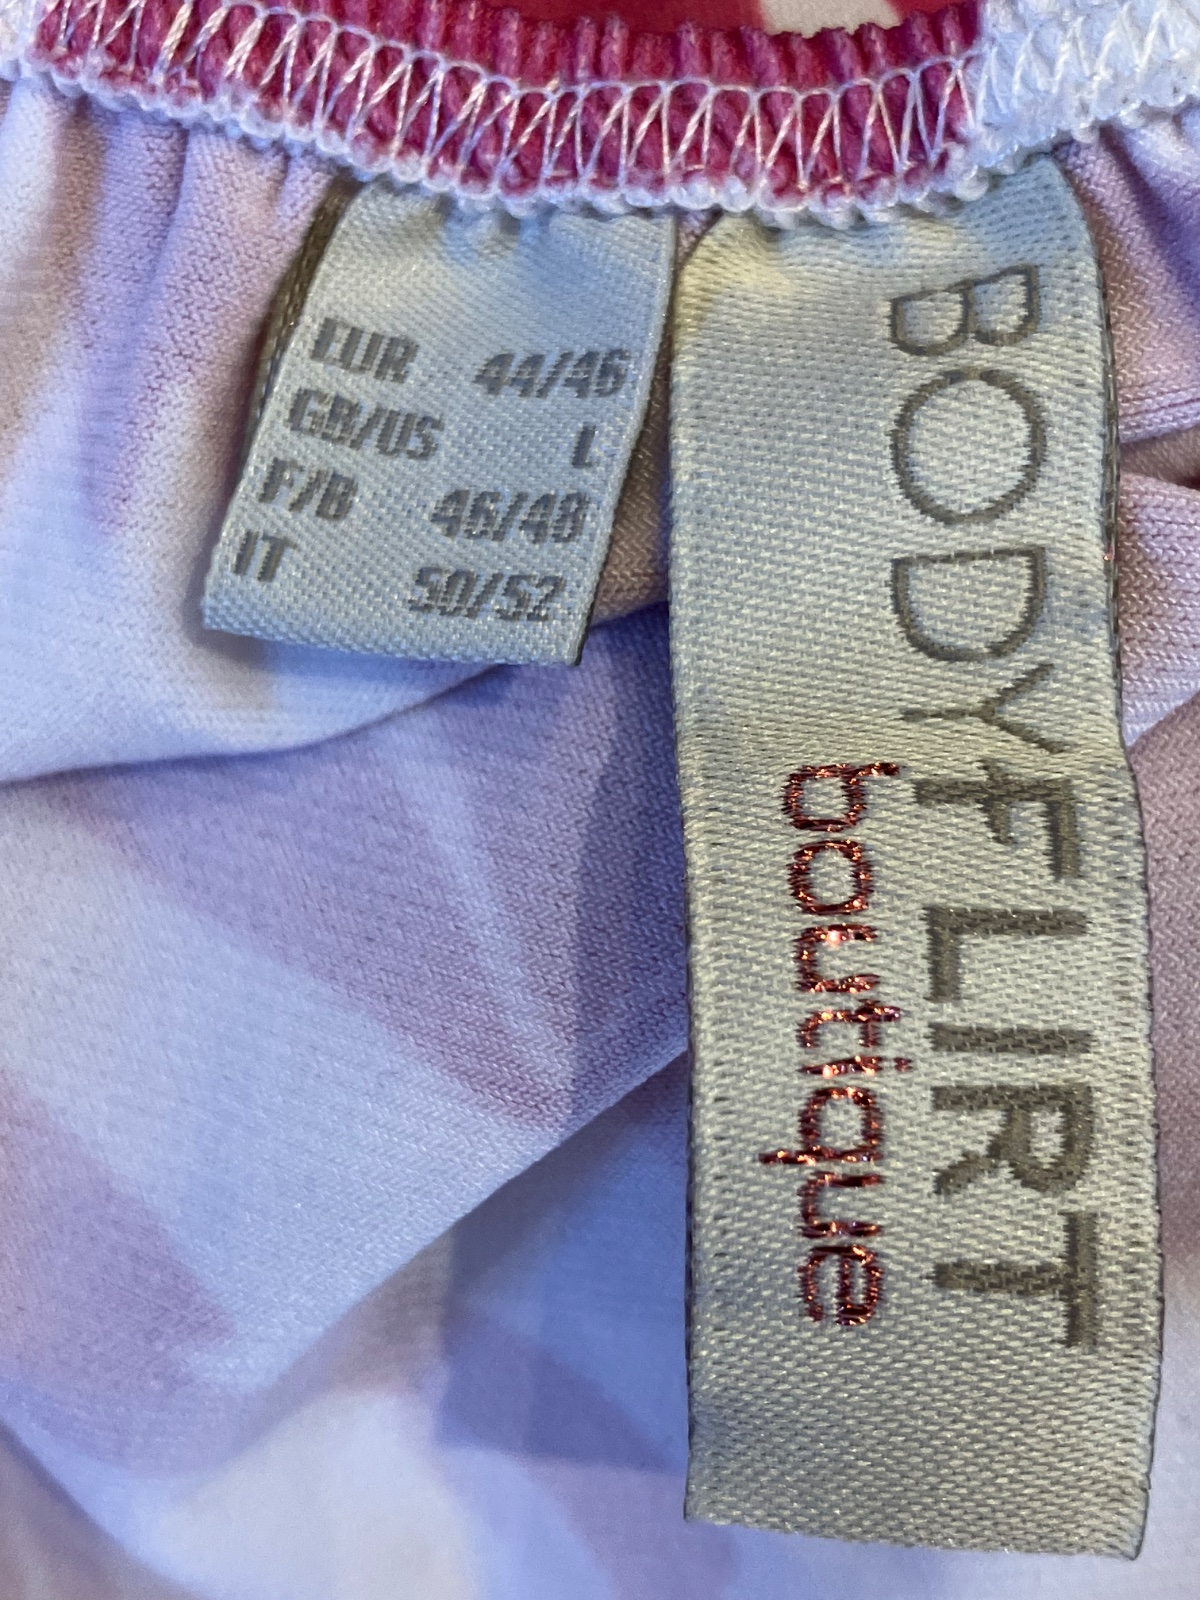 EUR 44/46
GB/US L
F/B 46/48
IT 50/52
BODYFLIRT
boutique